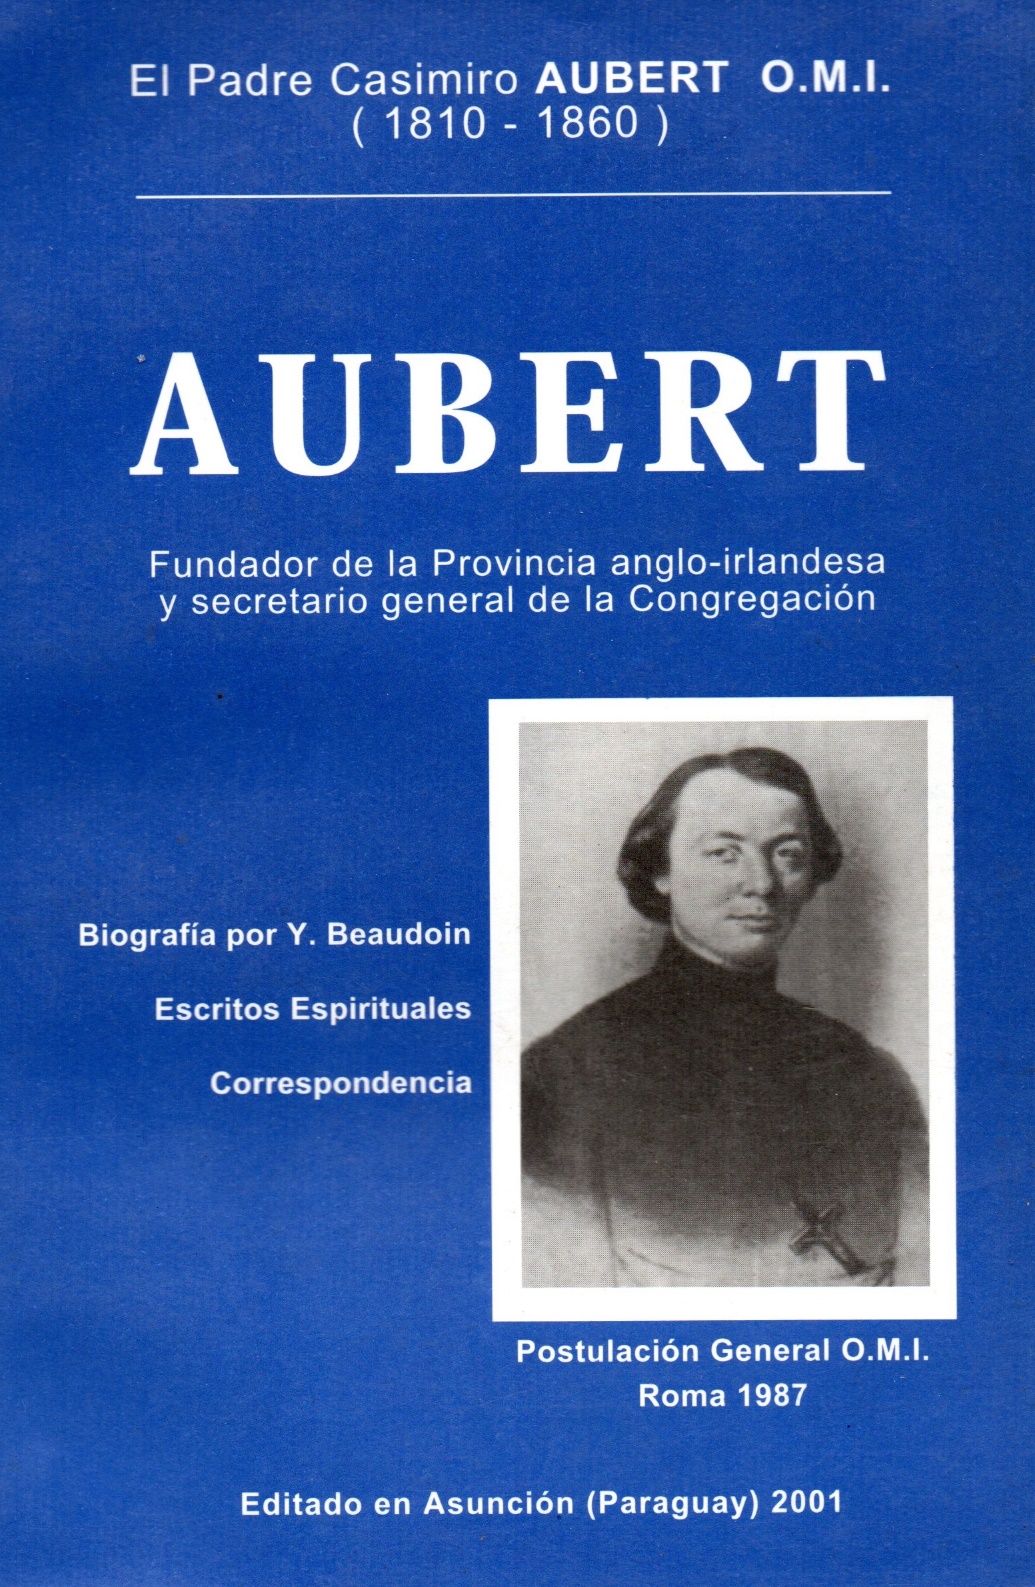 El Padre Casimiro AUBERT O.M.I.
( 1810 - 1860 )
AUBERT
Fundador de la Provincia anglo-irlandesa
y secretario general de la Congregación
Biografía por Y. Beaudoin
Escritos Espirituales
Correspondencia
Postulación General O.M.I.
Roma 1987
Editado en Asunción (Paraguay) 2001